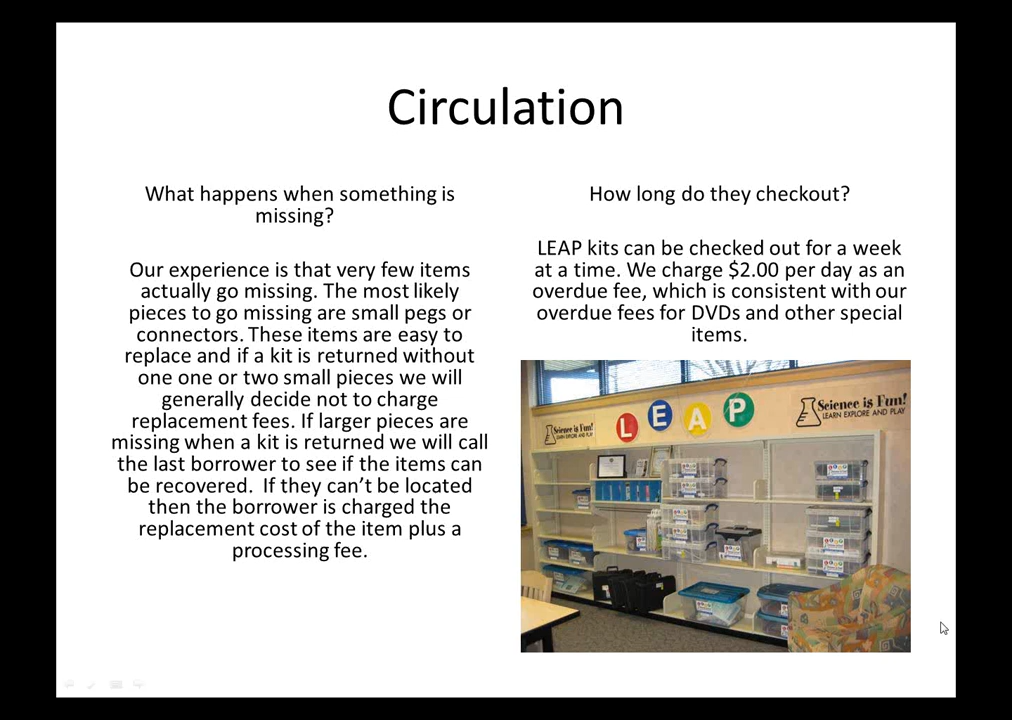 Circulation
What happens when something is
missing?
Our experience is that very few items
actually go missing. The most likely
pieces to go missing are small pegs or
connectors. These items are easy to
replace and if a kit is returned without
one one or two small pieces we will
generally decide not to charge
replacement fees. If larger pieces are
missing when a kit is returned we will call
the last borrower to see if the items can
be recovered.  If they can’t be located
then the borrower is charged the
replacement cost of the item plus a
processing fee.
How long do they checkout?
LEAP kits can be checked out for a week
at a time. We charge $2.00 per day as an
overdue fee, which is consistent with our
overdue fees for DVDs and other special
items.
Science is Fun!
LEARN EXPLORE AND PLAY
L E A P
Science is Fun!
LEARN EXPLORE AND PLAY